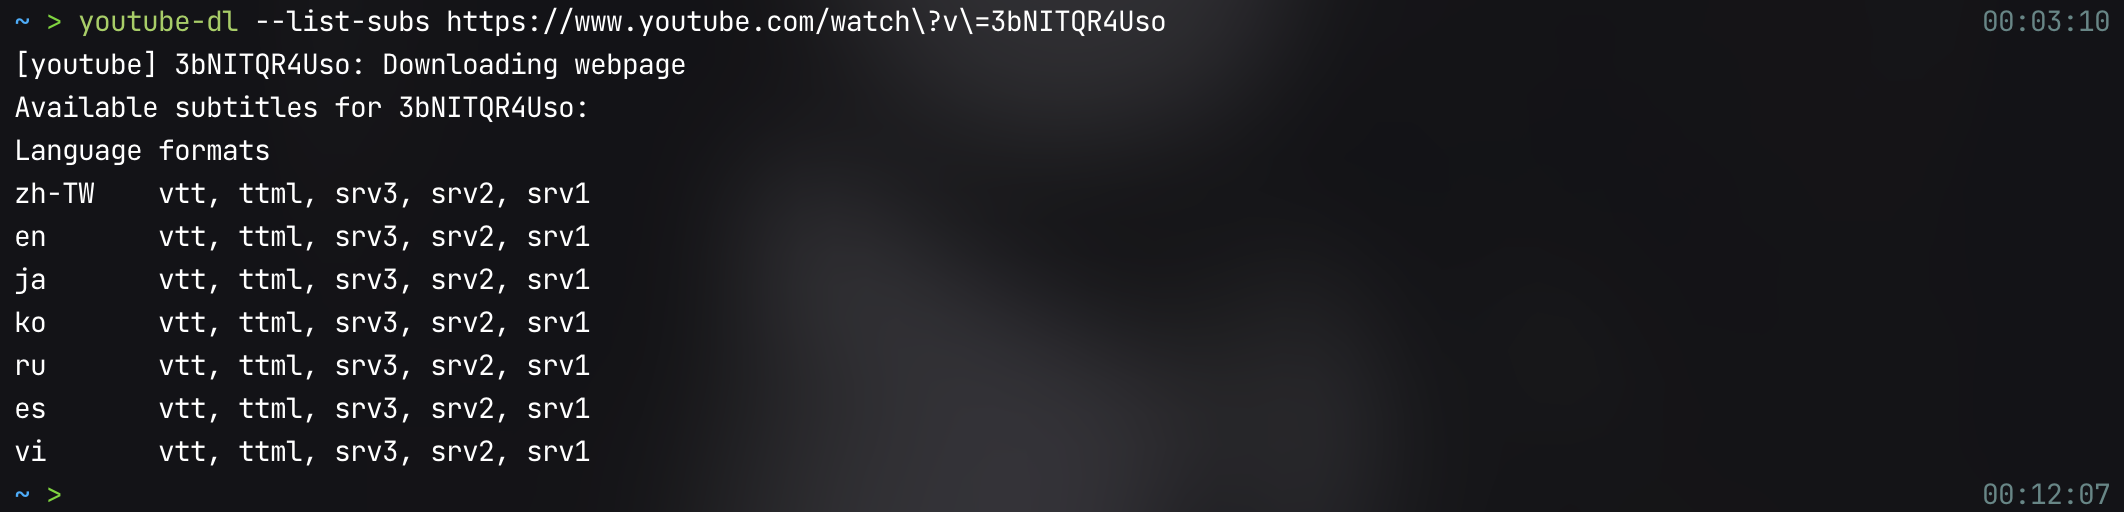 ~ > youtube-dl --list-subs https://www.youtube.com/watch\?v\=3bNITQR4Uso 00:03:10
[youtube] 3bNITQR4Uso: Downloading webpage
Available subtitles for 3bNITQR4Uso:
Language formats
zh-TW    vtt, ttml, srv3, srv2, srv1
en       vtt, ttml, srv3, srv2, srv1
ja       vtt, ttml, srv3, srv2, srv1
ko       vtt, ttml, srv3, srv2, srv1
ru       vtt, ttml, srv3, srv2, srv1
es       vtt, ttml, srv3, srv2, srv1
vi       vtt, ttml, srv3, srv2, srv1
~ > 00:12:07